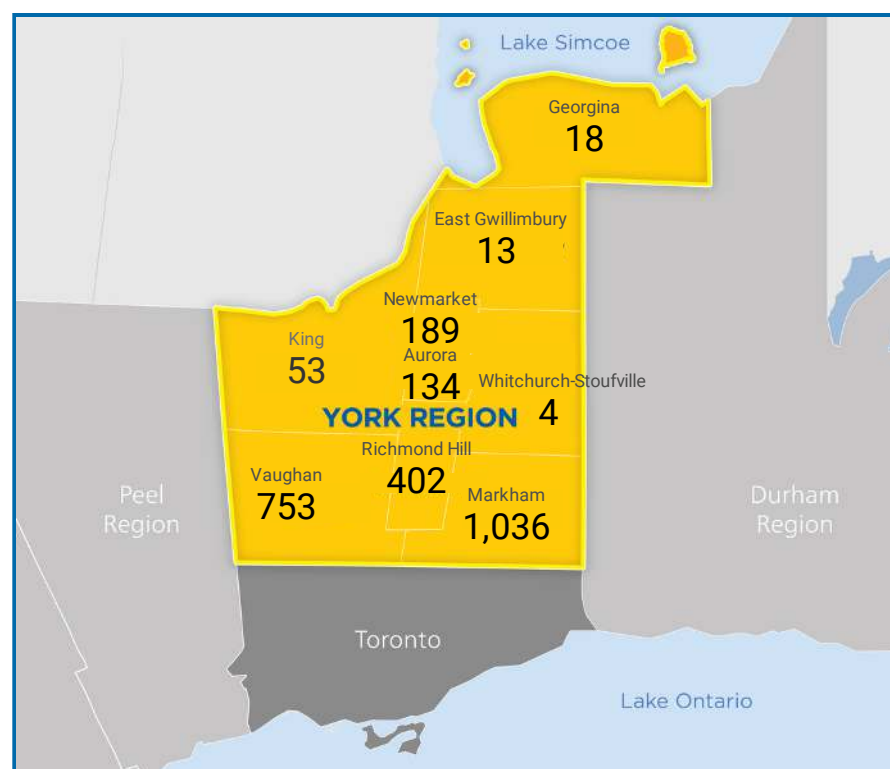 Lake Simcoe
Georgina
18
East Gwillimbury
13
Newmarket
189
King
53
Aurora
134
Whitchurch-Stoufville
4
YORK REGION
Richmond Hill
402
Vaughan
753
Markham
1,036
Peel
Region
Durham
Region
Toronto
Lake Ontario